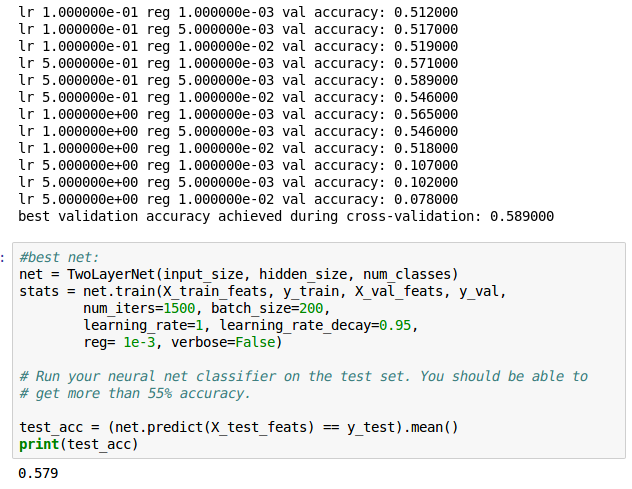 lr 1.000000e-01 reg 1.000000e-03 val accuracy: 0.512000
lr 1.000000e-01 reg 5.000000e-03 val accuracy: 0.517000
lr 1.000000e-01 reg 1.000000e-02 val accuracy: 0.519000
lr 5.000000e-01 reg 1.000000e-03 val accuracy: 0.571000
lr 5.000000e-01 reg 5.000000e-03 val accuracy: 0.589000
lr 5.000000e-01 reg 1.000000e-02 val accuracy: 0.546000
lr 1.000000e+00 reg 1.000000e-03 val accuracy: 0.565000
lr 1.000000e+00 reg 5.000000e-03 val accuracy: 0.546000
lr 1.000000e+00 reg 1.000000e-02 val accuracy: 0.518000
lr 5.000000e+00 reg 1.000000e-03 val accuracy: 0.107000
lr 5.000000e+00 reg 5.000000e-03 val accuracy: 0.102000
lr 5.000000e+00 reg 1.000000e-02 val accuracy: 0.078000
best validation accuracy achieved during cross-validation: 0.589000
: #best net:
net = TwoLayerNet(input_size, hidden_size, num_classes)
stats = net.train(X_train_feats, y_train, X_val_feats, y_val,
        num_iters=1500, batch_size=200,
        learning_rate=1, learning_rate_decay=0.95,
        reg= 1e-3, verbose=False)
# Run your neural net classifier on the test set. You should be able to
# get more than 55% accuracy.
test_acc = (net.predict(X_test_feats) == y_test).mean()
print(test_acc)
0.579